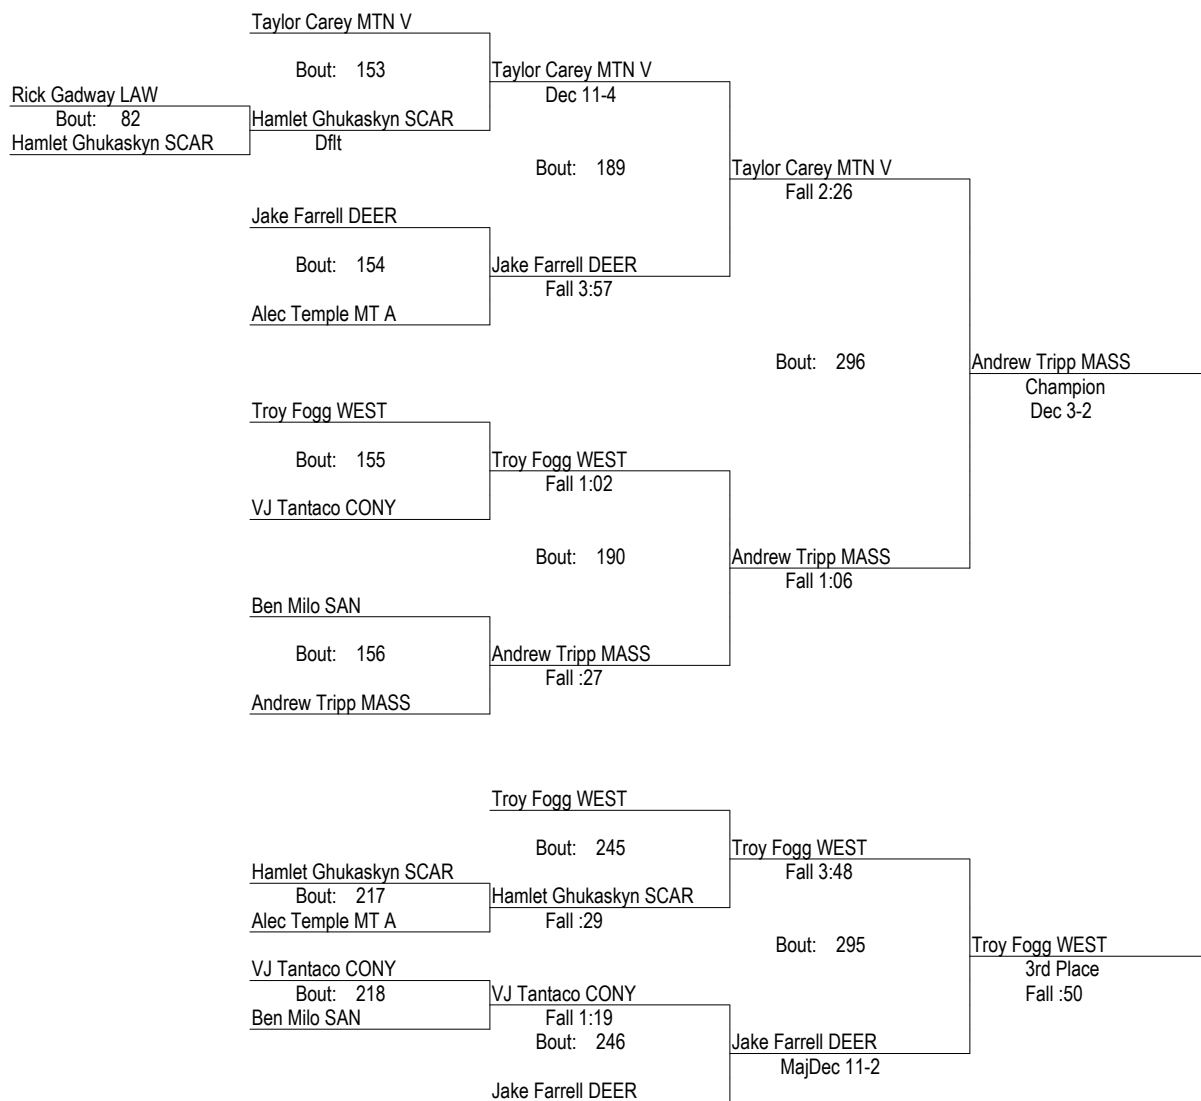 Taylor Carey MTN V
Bout: 153
Taylor Carey MTN V
Dec 11-4
Rick Gadway LAW
Bout: 82
Hamlet Ghukaskyn SCAR
Hamlet Ghukaskyn SCAR
Dflt
Bout: 189
Taylor Carey MTN V
Fall 2:26
Jake Farrell DEER
Bout: 154
Jake Farrell DEER
Fall 3:57
Alec Temple MT A
Bout: 296
Andrew Tripp MASS
Champion
Dec 3-2
Troy Fogg WEST
Bout: 155
Troy Fogg WEST
Fall 1:02
VJ Tantaco CONY
Bout: 190
Andrew Tripp MASS
Fall 1:06
Ben Milo SAN
Bout: 156
Andrew Tripp MASS
Fall :27
Andrew Tripp MASS
Troy Fogg WEST
Bout: 245
Troy Fogg WEST
Fall 3:48
Hamlet Ghukaskyn SCAR
Bout: 217
Hamlet Ghukaskyn SCAR
Fall :29
Alec Temple MT A
Bout: 295
Troy Fogg WEST
3rd Place
Fall :50
VJ Tantaco CONY
Bout: 218
VJ Tantaco CONY
Fall 1:19
Ben Milo SAN
Bout: 246
Jake Farrell DEER
MajDec 11-2
Jake Farrell DEER